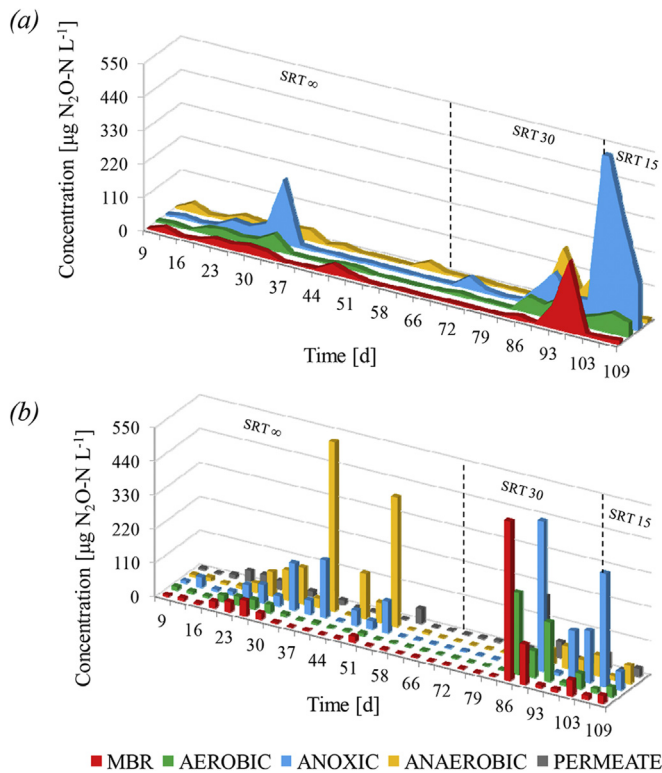 (a)
Concentration [µg N₂O-N L⁻¹]
550
440
330
220
110
0
SRT ∞
SRT 30
SRT 15
9 16 23 30 37 44 51 58 66 72 79 86 93 103 109
Time [d]
(b)
Concentration [µg N₂O-N L⁻¹]
550
440
330
220
110
0
SRT ∞
SRT 30
SRT 15
9 16 23 30 37 44 51 58 66 72 79 86 93 103 109
Time [d]
MBR AEROBIC ANOXIC ANAEROBIC PERMEATE